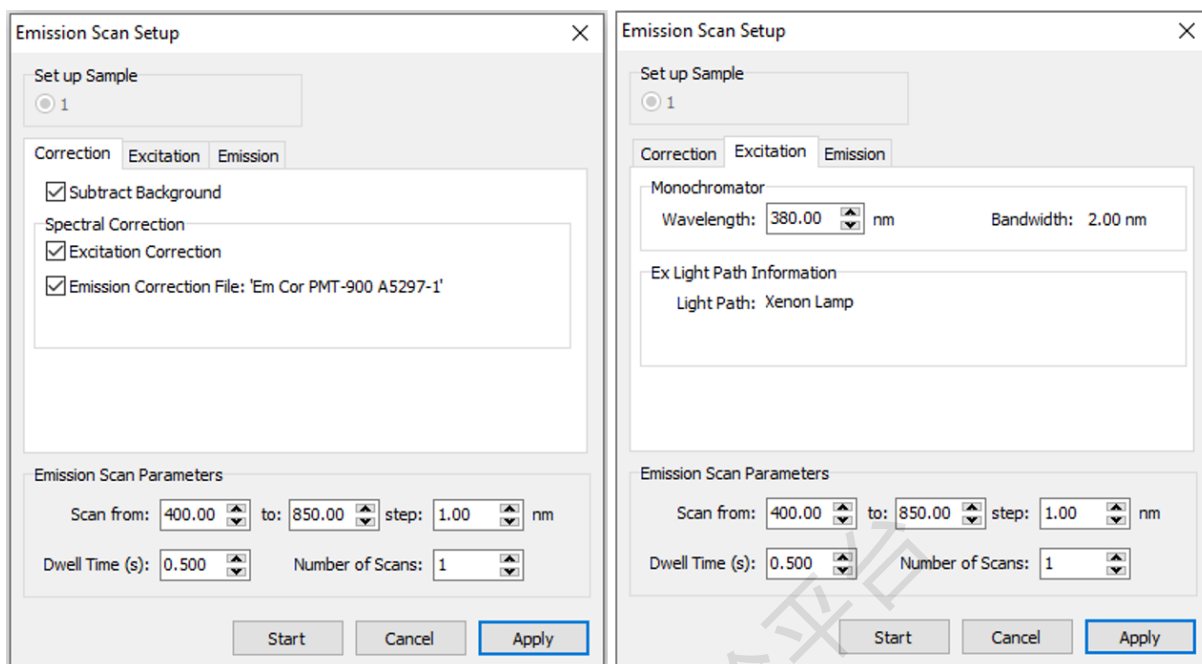 Emission Scan Setup
Set up Sample
1
Correction Excitation Emission
Subtract Background
Spectral Correction
Excitation Correction
Emission Correction File: 'Em Cor PMT-900 A5297-1'
Emission Scan Parameters
Scan from: 400.00 to: 850.00 step: 1.00 nm
Dwell Time (s): 0.500 Number of Scans: 1
Start Cancel Apply
Emission Scan Setup
Set up Sample
1
Correction Excitation Emission
Monochromator
Wavelength: 380.00 nm Bandwidth: 2.00 nm
Ex Light Path Information
Light Path: Xenon Lamp
Emission Scan Parameters
Scan from: 400.00 to: 850.00 step: 1.00 nm
Dwell Time (s): 0.500 Number of Scans: 1
Start Cancel Apply
平台